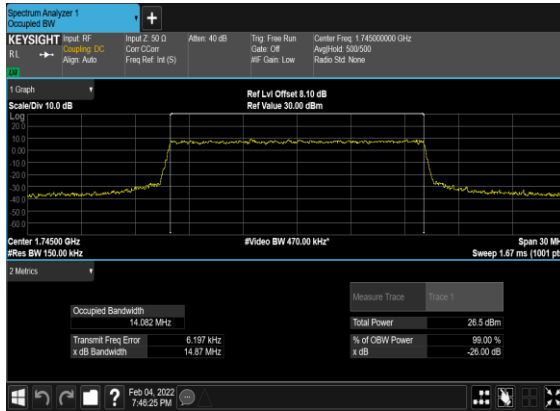 Spectrum Analyzer 1
Occupied BW
KEYSIGHT
RL
Input: RF
Coupling: DC
Align: Auto
Input Z: 50 Ω
Corr CCorr
Freq Ref: Int (S)
Atten: 40 dB
Trig: Free Run
Gate: Off
#IF Gain: Low
Center Freq: 1.745000000 GHz
Avg|Hold: 500/500
Radio Std: None
1 Graph
Scale/Div 10.0 dB
Ref Lvl Offset 8.10 dB
Ref Value 30.00 dBm
Log
20.0
10.0
0.00
-10.0
-20.0
-30.0
-40.0
-50.0
-60.0
Center 1.74500 GHz
#Res BW 150.00 kHz
#Video BW 470.00 kHz*
Span 30 MH
Sweep 1.67 ms (1001 pt
2 Metrics
Measure Trace
Trace 1
Occupied Bandwidth
14.082 MHz
Total Power
26.5 dBm
Transmit Freq Error
6.197 kHz
% of OBW Power
99.00 %
x dB Bandwidth
14.87 MHz
x dB
-26.00 dB
Feb 04, 2022
7:46:25 PM